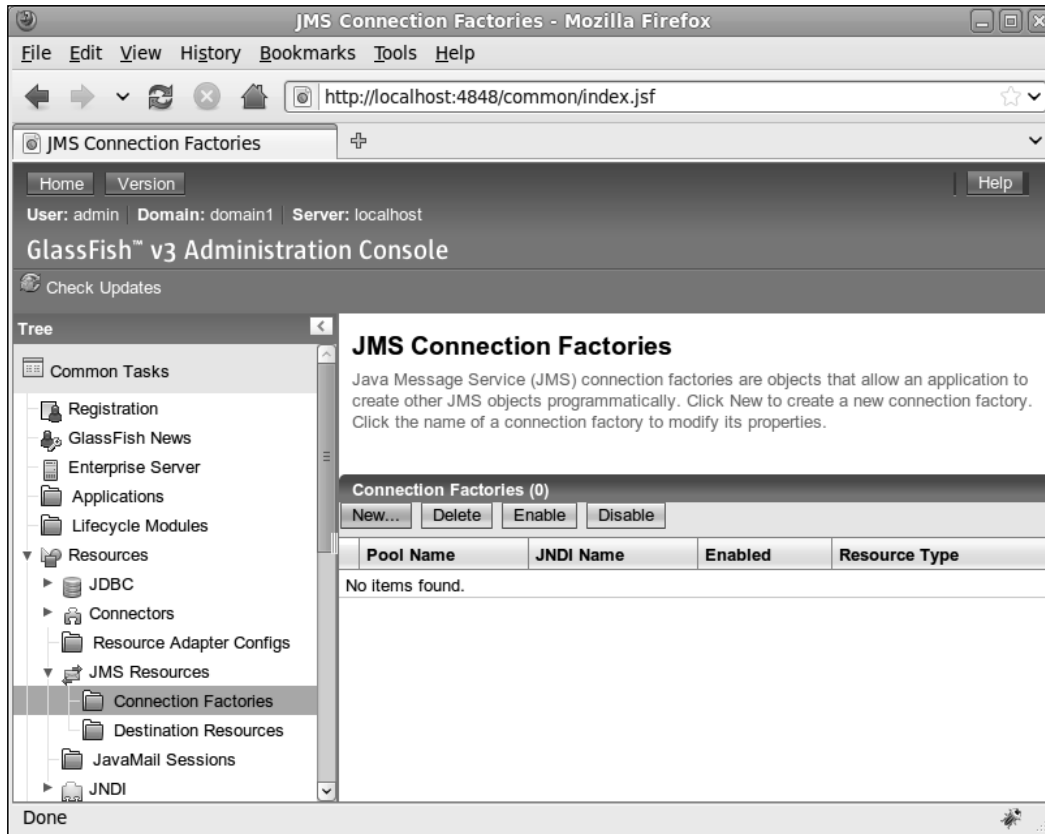 JMS Connection Factories - Mozilla Firefox
File Edit View History Bookmarks Tools Help
http://localhost:4848/common/index.jsf
JMS Connection Factories
Home Version Help
User: admin Domain: domain1 Server: localhost
GlassFish™ v3 Administration Console
Check Updates
Tree
Common Tasks
Registration
GlassFish News
Enterprise Server
Applications
Lifecycle Modules
Resources
JDBC
Connectors
Resource Adapter Configs
JMS Resources
Connection Factories
Destination Resources
JavaMail Sessions
JNDI
JMS Connection Factories
Java Message Service (JMS) connection factories are objects that allow an application to
create other JMS objects programmatically. Click New to create a new connection factory.
Click the name of a connection factory to modify its properties.
Connection Factories (0)
New... Delete Enable Disable
Pool Name JNDI Name Enabled Resource Type
No items found.
Done